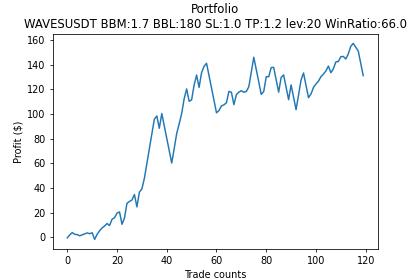 Portfolio
WAVESUSDT BBM:1.7 BBL:180 SL:1.0 TP:1.2 lev:20 WinRatio:66.0
160
140
120
100
80
60
40
20
0
Profit ($)
0 20 40 60 80 100 120
Trade counts